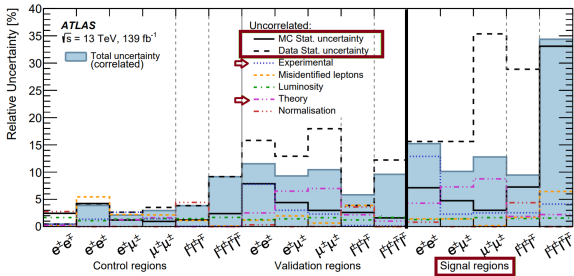 Relative Uncertainty [%]
40
35
30
25
20
15
10
5
0
ATLAS
√s = 13 TeV, 139 fb⁻¹
Total uncertainty
(correlated)
Uncorrelated:
MC Stat. uncertainty
Data Stat. uncertainty
Experimental
Misidentified leptons
Luminosity
Theory
Normalisation
Control regions
Validation regions
Signal regions